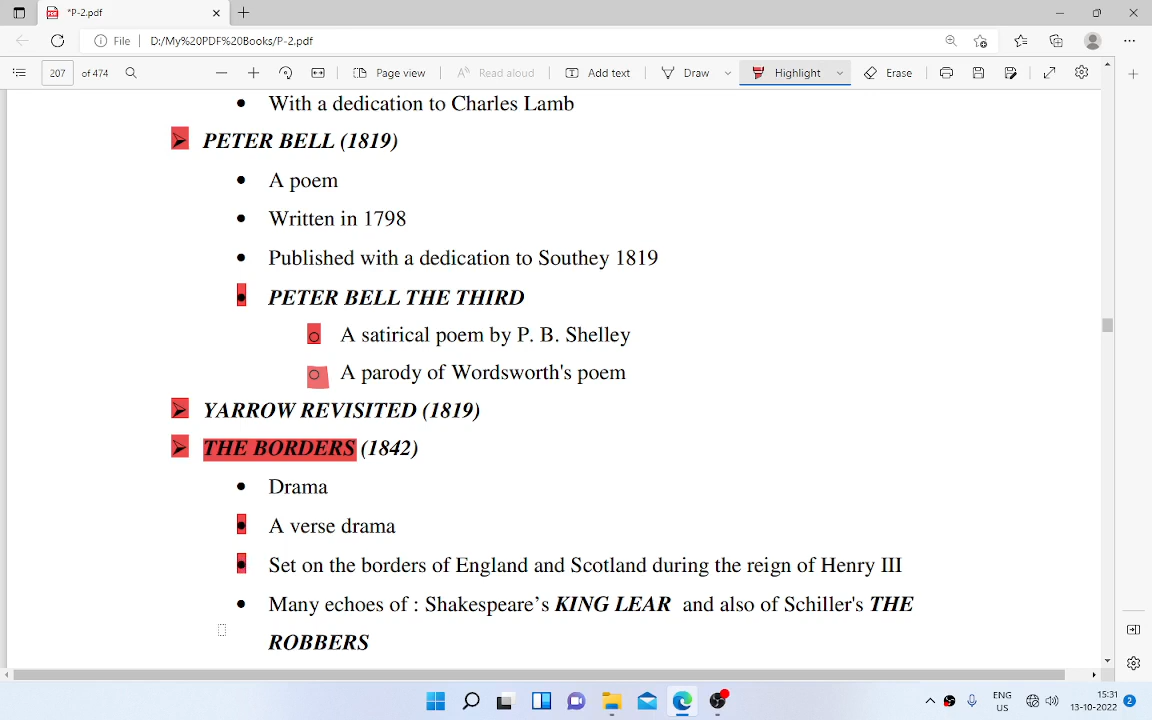 *P-2.pdf
File
D:/My%20PDF%20Books/P-2.pdf
207 of 474
Page view
Read aloud
Add text
Draw
Highlight
Erase
• With a dedication to Charles Lamb
➢ PETER BELL (1819)
• A poem
• Written in 1798
• Published with a dedication to Southey 1819
• PETER BELL THE THIRD
o A satirical poem by P. B. Shelley
o A parody of Wordsworth's poem
➢ YARROW REVISITED (1819)
➢ THE BORDERS (1842)
• Drama
• A verse drama
• Set on the borders of England and Scotland during the reign of Henry III
• Many echoes of : Shakespeare’s KING LEAR and also of Schiller's THE
ROBBERS
ENG
US
15:31
13-10-2022
2